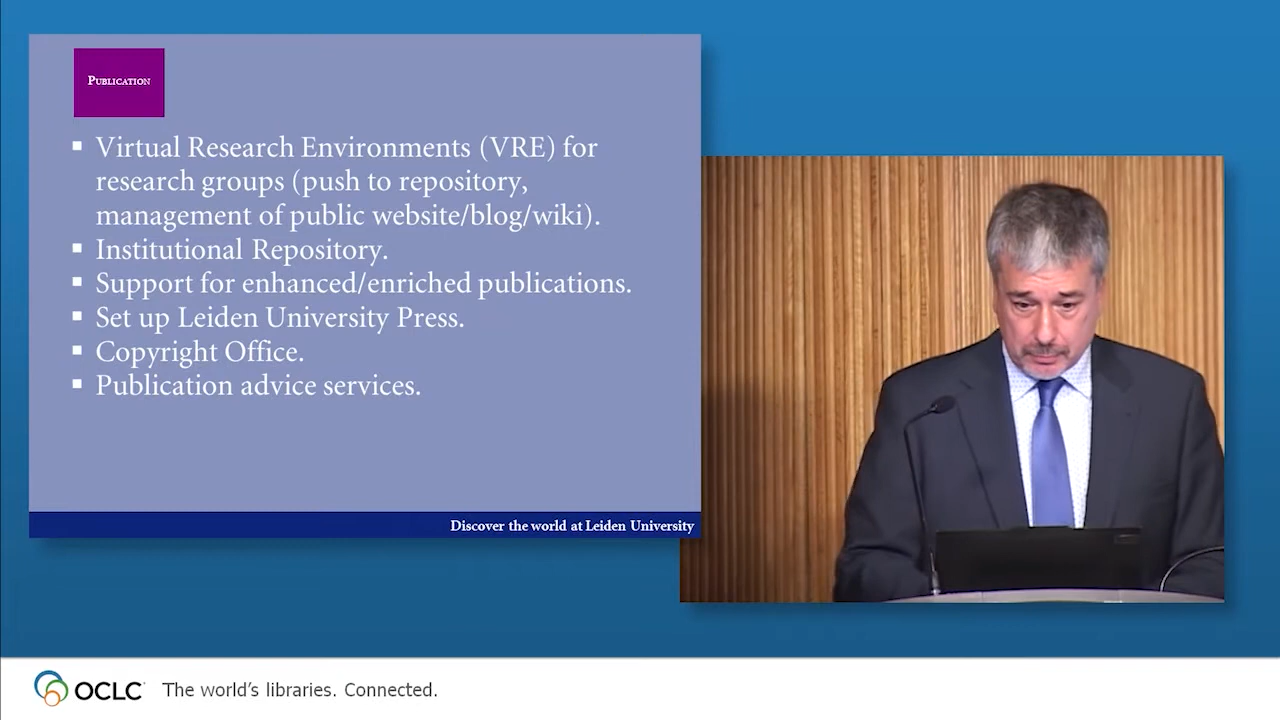 Publication
▪ Virtual Research Environments (VRE) for
research groups (push to repository,
management of public website/blog/wiki).
▪ Institutional Repository.
▪ Support for enhanced/enriched publications.
▪ Set up Leiden University Press.
▪ Copyright Office.
▪ Publication advice services.
Discover the world at Leiden University
OCLC The world's libraries. Connected.